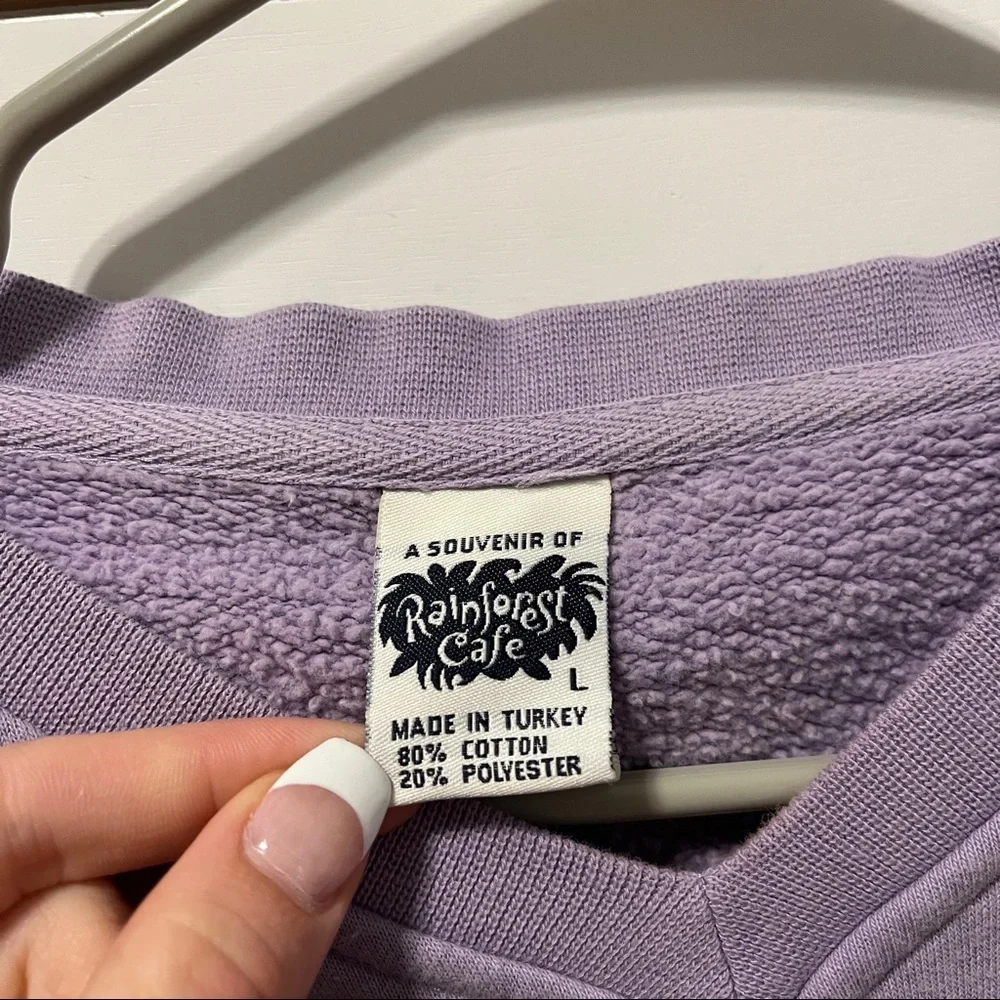 A SOUVENIR OF
Rainforest
Cafe
L
MADE IN TURKEY
80% COTTON
20% POLYESTER